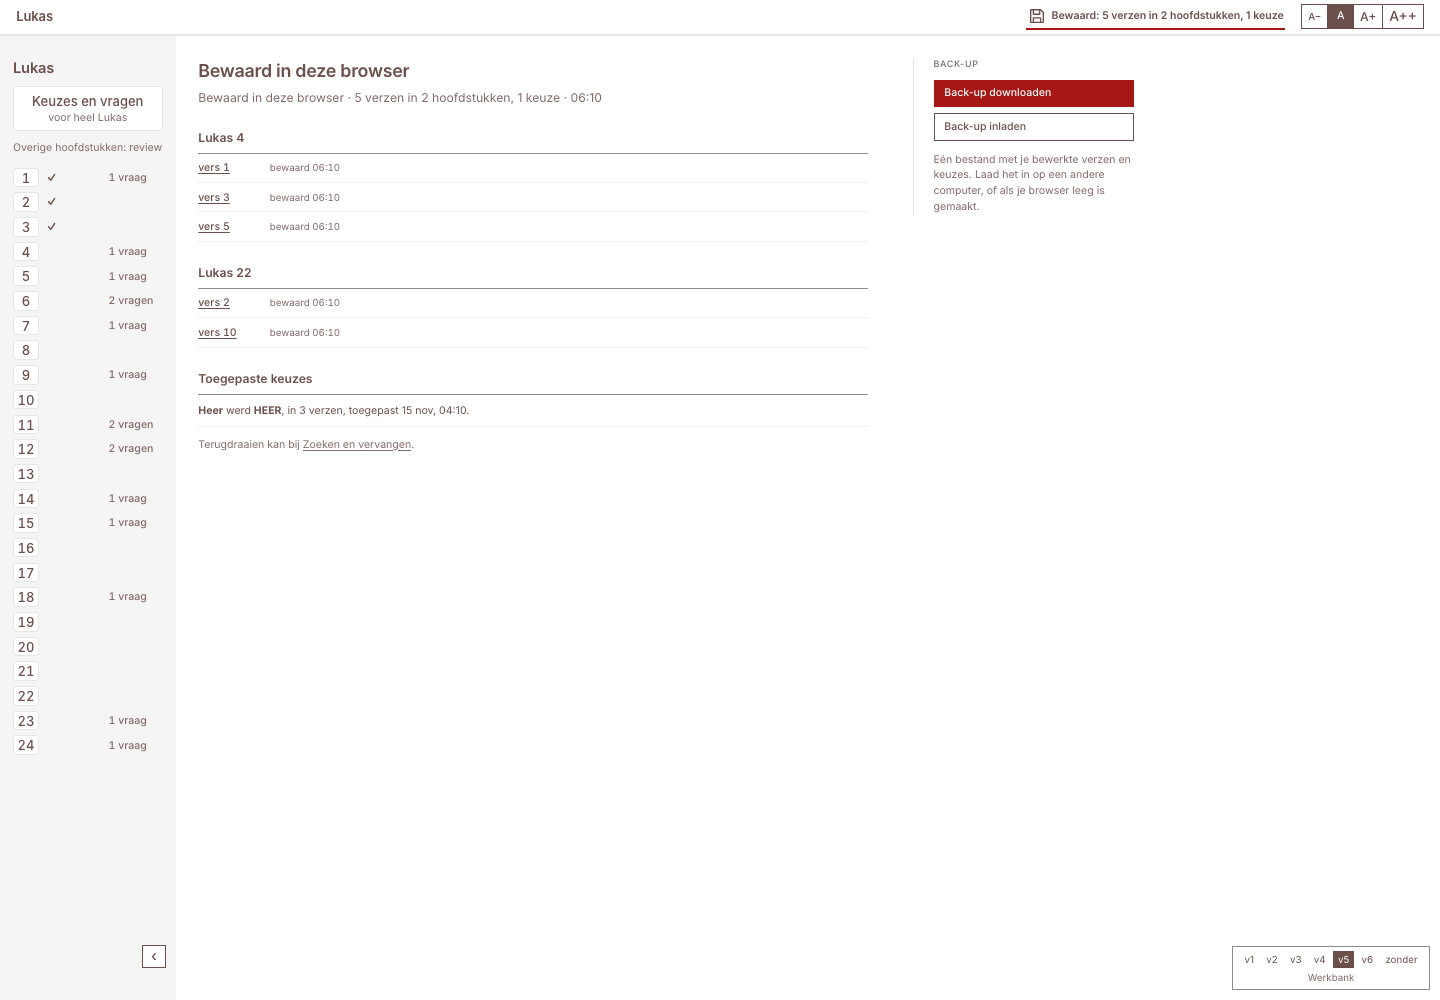 Lukas
Bewaard: 5 verzen in 2 hoofdstukken, 1 keuze
A− A A+ A++
Lukas
Keuzes en vragen
voor heel Lukas
Overige hoofdstukken: review
1 ✓ 1 vraag
2 ✓
3 ✓
4 1 vraag
5 1 vraag
6 2 vragen
7 1 vraag
8
9 1 vraag
10
11 2 vragen
12 2 vragen
13
14 1 vraag
15 1 vraag
16
17
18 1 vraag
19
20
21
22
23 1 vraag
24 1 vraag
‹
Bewaard in deze browser
Bewaard in deze browser · 5 verzen in 2 hoofdstukken, 1 keuze · 06:10
Lukas 4
vers 1 bewaard 06:10
vers 3 bewaard 06:10
vers 5 bewaard 06:10
Lukas 22
vers 2 bewaard 06:10
vers 10 bewaard 06:10
Toegepaste keuzes
Heer werd HEER, in 3 verzen, toegepast 15 nov, 04:10.
Terugdraaien kan bij Zoeken en vervangen.
BACK-UP
Back-up downloaden
Back-up inladen
Eén bestand met je bewerkte verzen en
keuzes. Laad het in op een andere
computer, of als je browser leeg is
gemaakt.
v1 v2 v3 v4 v5 v6 zonder
Werkbank